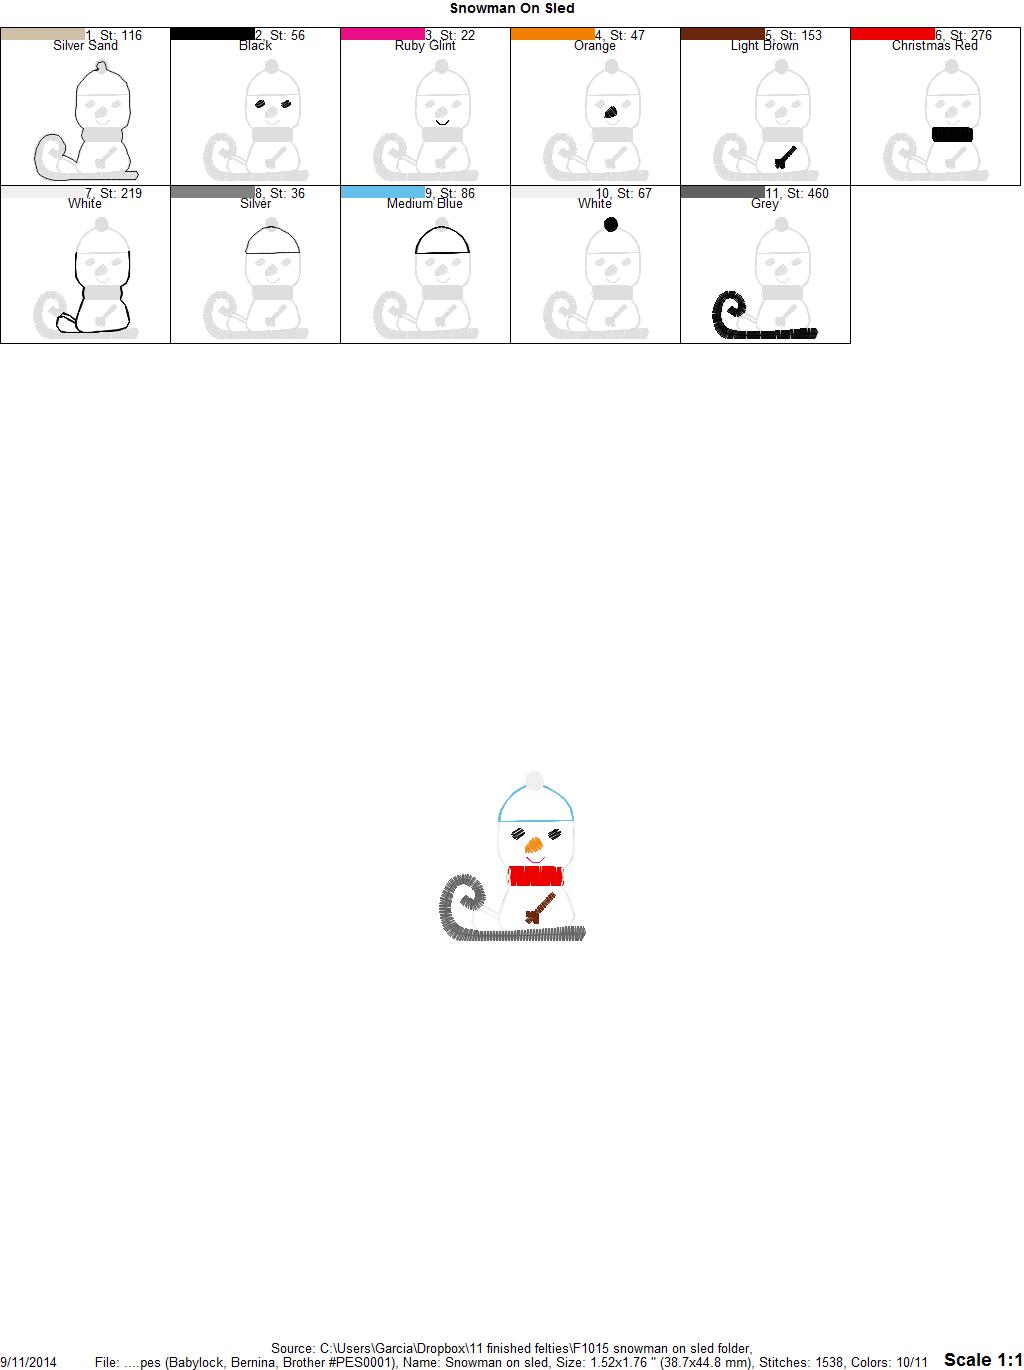 Snowman On Sled
1, St: 116
Silver Sand
2, St: 56
Black
3, St: 22
Ruby Glint
4, St: 47
Orange
5, St: 153
Light Brown
6, St: 276
Christmas Red
7, St: 219
White
8, St: 36
Silver
9, St: 86
Medium Blue
10, St: 67
White
11, St: 460
Grey
Source: C:\Users\Garcia\Dropbox\11 finished felties\F1015 snowman on sled folder,
9/11/2014 File: ....pes (Babylock, Bernina, Brother #PES0001), Name: Snowman on sled, Size: 1.52x1.76 " (38.7x44.8 mm), Stitches: 1538, Colors: 10/11 Scale 1:1